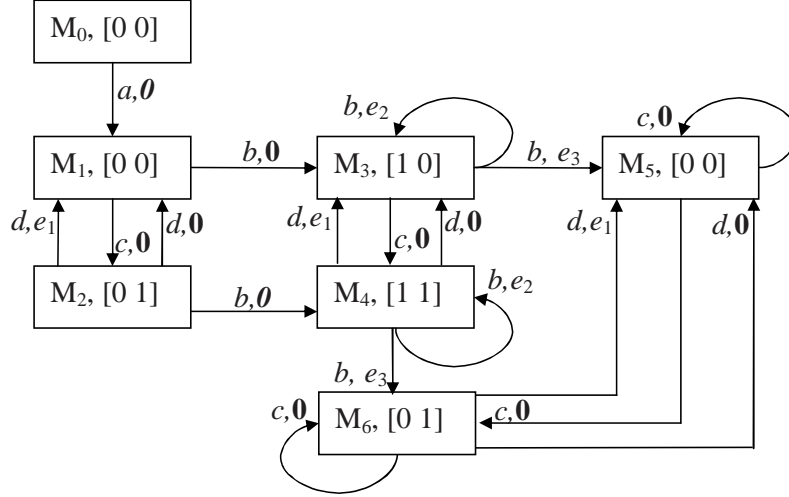 M₀, [0 0]
a,0
b,e₂
c,0
M₁, [0 0]
b,0
M₃, [1 0]
b, e₃
M₅, [0 0]
d,e₁
c,0
d,0
d,e₁
c,0
d,0
d,e₁
d,0
M₂, [0 1]
b,0
M₄, [1 1]
b,e₂
b, e₃
c,0
M₆, [0 1]
c,0